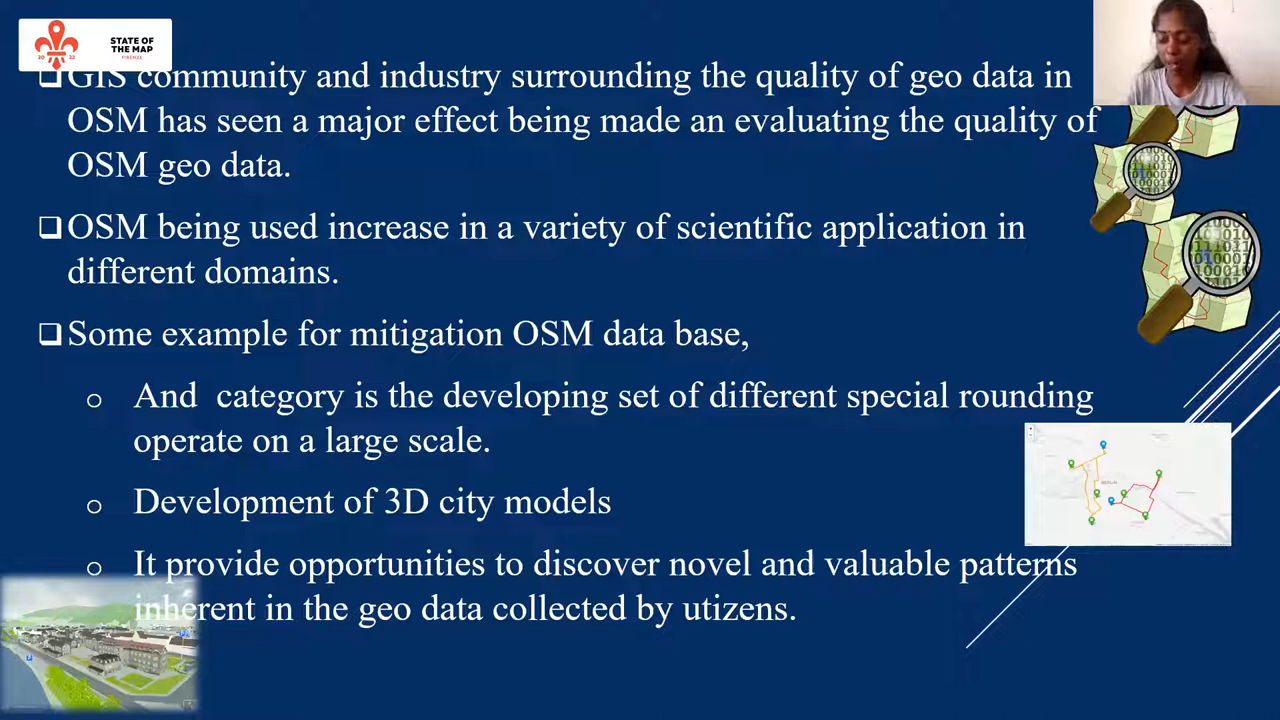 STATE OF
THE MAP
FIRENZE
20 22
GIS community and industry surrounding the quality of geo data in
OSM has seen a major effect being made an evaluating the quality of
OSM geo data.
OSM being used increase in a variety of scientific application in
different domains.
Some example for mitigation OSM data base,
And category is the developing set of different special rounding
operate on a large scale.
Development of 3D city models
It provide opportunities to discover novel and valuable patterns
inherent in the geo data collected by utizens.
BERLIN